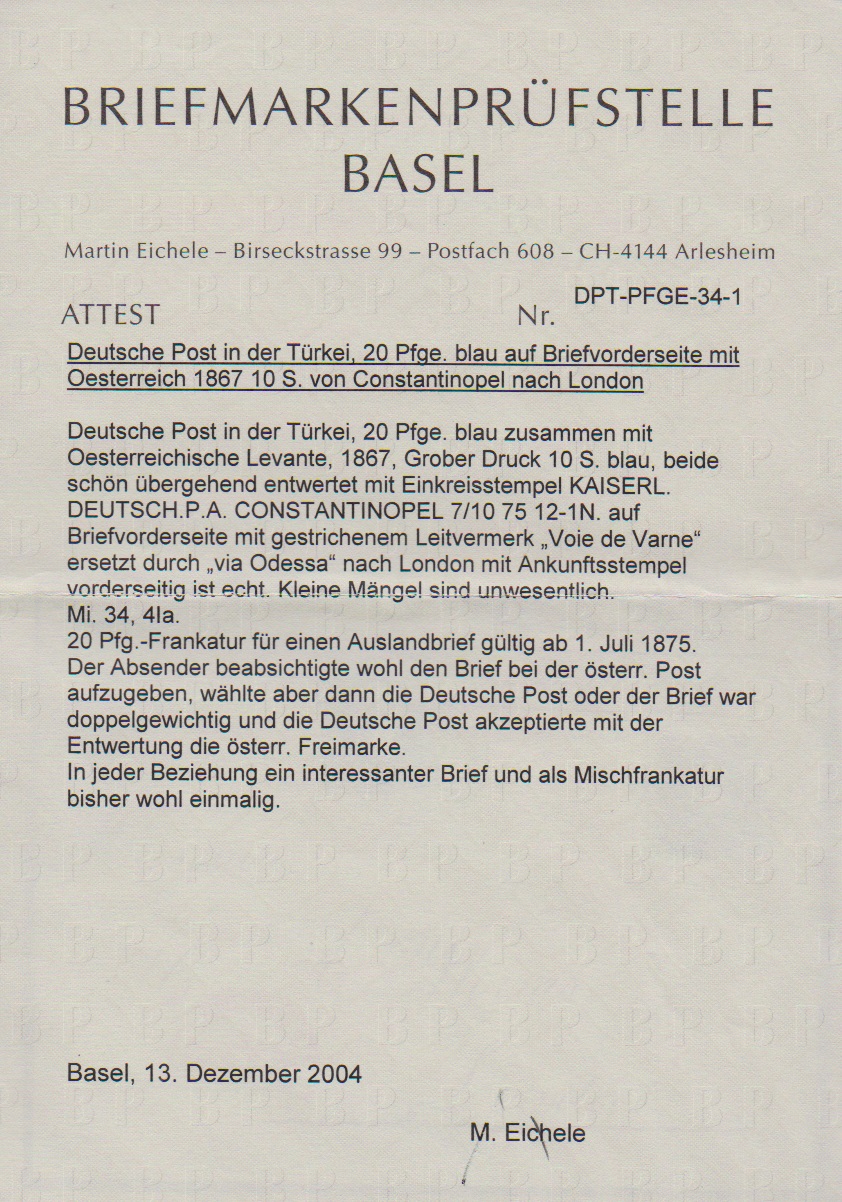 BRIEFMARKENPRÜFSTELLE
BASEL
Martin Eichele – Birseckstrasse 99 – Postfach 608 – CH-4144 Arlesheim
ATTEST Nr. DPT-PFGE-34-1
Deutsche Post in der Türkei, 20 Pfge. blau auf Briefvorderseite mit
Oesterreich 1867 10 S. von Constantinopel nach London
Deutsche Post in der Türkei, 20 Pfge. blau zusammen mit
Oesterreichische Levante, 1867, Grober Druck 10 S. blau, beide
schön übergehend entwertet mit Einkreisstempel KAISERL.
DEUTSCH.P.A. CONSTANTINOPEL 7/10 75 12-1N. auf
Briefvorderseite mit gestrichenem Leitvermerk „Voie de Varne“
ersetzt durch „via Odessa“ nach London mit Ankunftsstempel
vorderseitig ist echt. Kleine Mängel sind unwesentlich.
Mi. 34, 4Ia.
20 Pfg.-Frankatur für einen Auslandbrief gültig ab 1. Juli 1875.
Der Absender beabsichtigte wohl den Brief bei der österr. Post
aufzugeben, wählte aber dann die Deutsche Post oder der Brief war
doppelgewichtig und die Deutsche Post akzeptierte mit der
Entwertung die österr. Freimarke.
In jeder Beziehung ein interessanter Brief und als Mischfrankatur
bisher wohl einmalig.
Basel, 13. Dezember 2004
M. Eichele